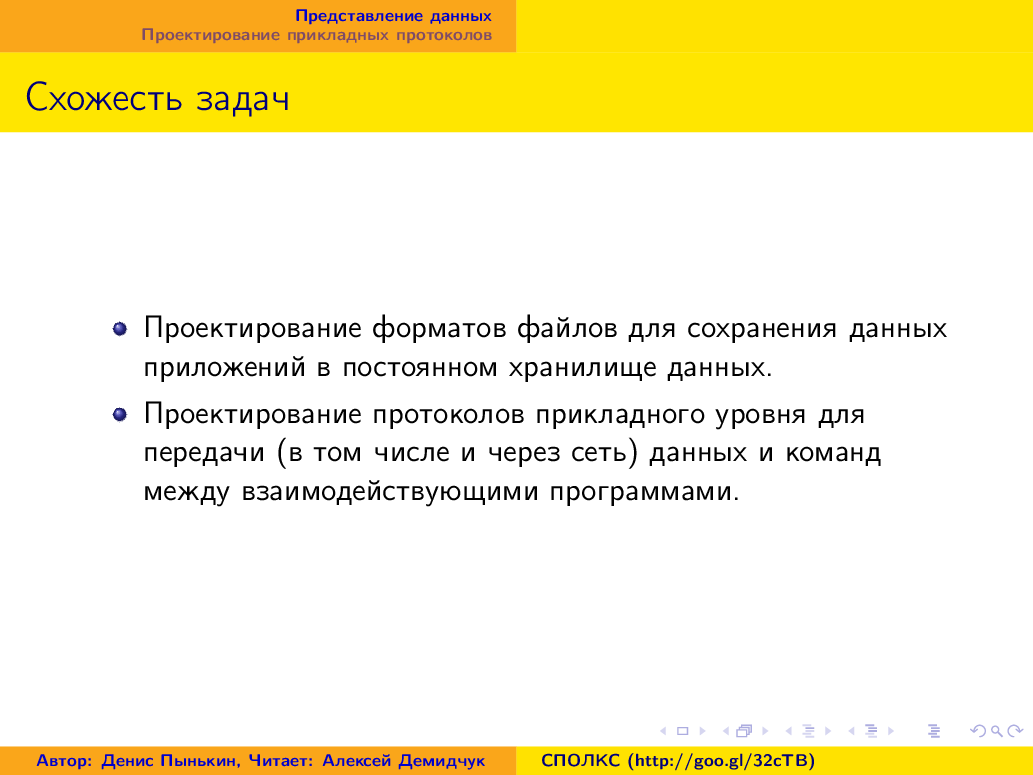 Представление данных
Проектирование прикладных протоколов
Схожесть задач
Проектирование форматов файлов для сохранения данных
приложений в постоянном хранилище данных.
Проектирование протоколов прикладного уровня для
передачи (в том числе и через сеть) данных и команд
между взаимодействующими программами.
Автор: Денис Пынькин, Читает: Алексей Демидчук
СПОЛКС (http://goo.gl/32cTB)